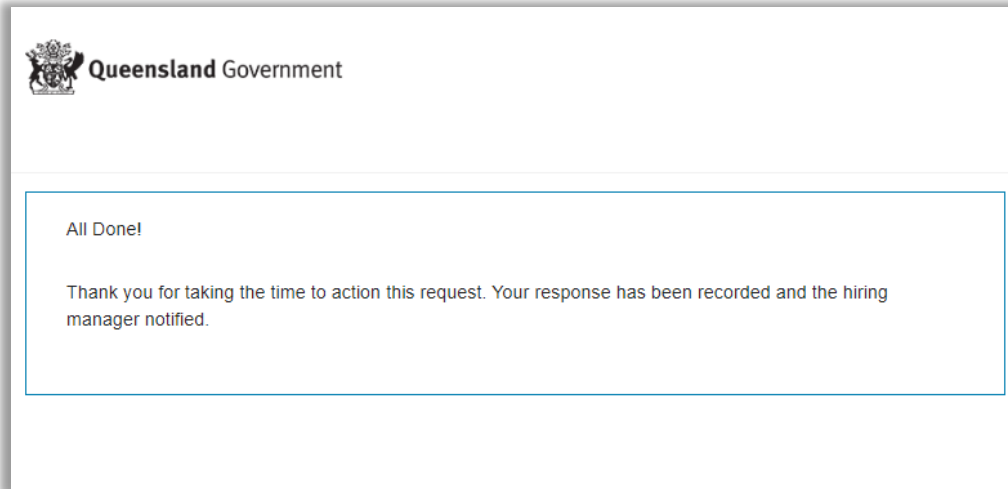 Queensland Government
All Done!
Thank you for taking the time to action this request. Your response has been recorded and the hiring
manager notified.